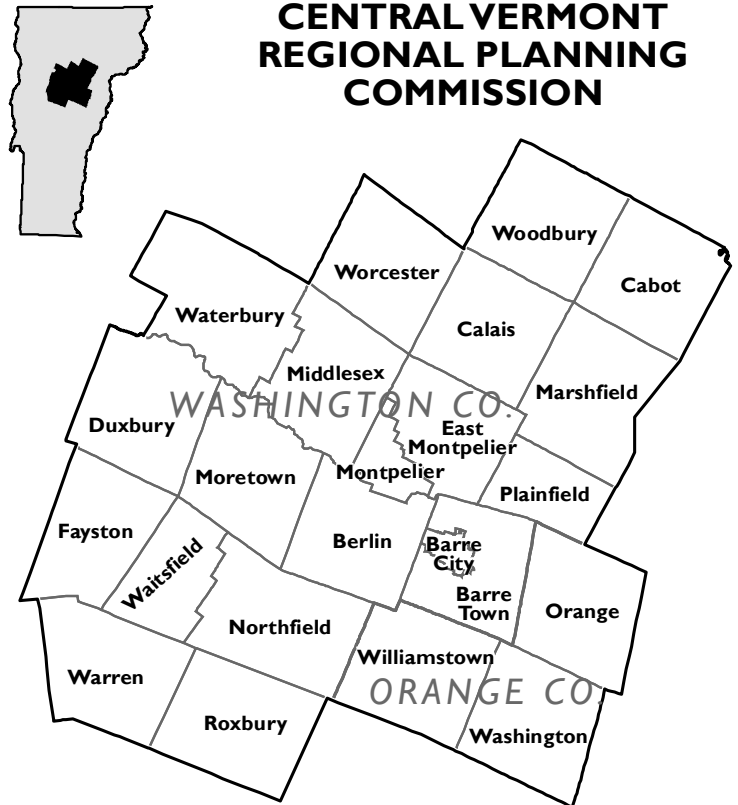 CENTRAL VERMONT
REGIONAL PLANNING
COMMISSION
Woodbury
Worcester
Cabot
Waterbury
Calais
Middlesex
Marshfield
WASHINGTON CO.
Duxbury
East
Montpelier
Moretown
Montpelier
Plainfield
Fayston
Berlin
Barre
City
Waitsfield
Barre
Town
Orange
Northfield
Williamstown
Warren
ORANGE CO.
Roxbury
Washington